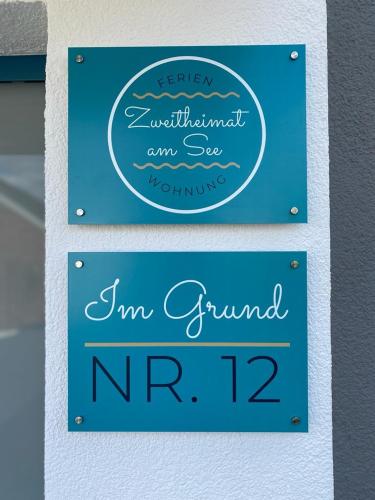 FERIEN
Zweitheimat
am See
WOHNUNG
Im Grund
NR. 12